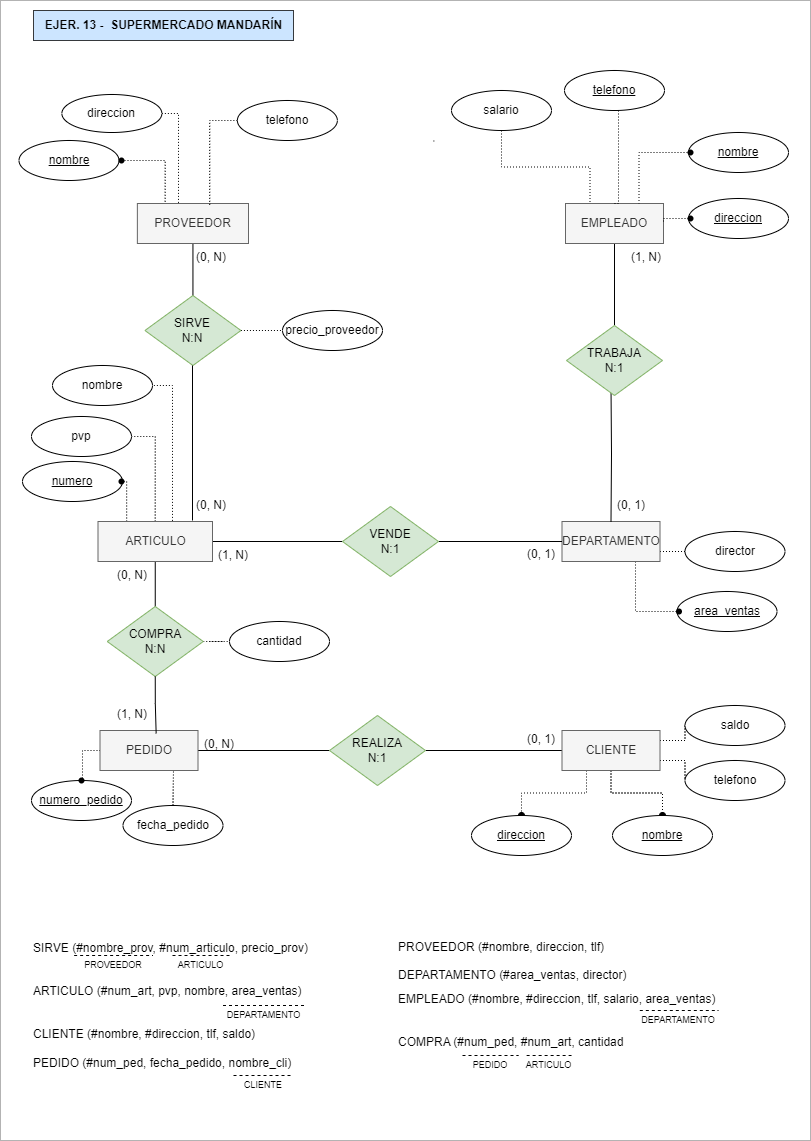 EJER. 13 - SUPERMERCADO MANDARÍN
direccion
telefono
nombre
PROVEEDOR
(0, N)
SIRVE
N:N
precio_proveedor
salario
telefono
nombre
direccion
EMPLEADO
(1, N)
TRABAJA
N:1
(0, 1)
nombre
pvp
numero
(0, N)
ARTICULO
(1, N)
VENDE
N:1
(0, 1)
DEPARTAMENTO
director
area_ventas
(0, N)
COMPRA
N:N
cantidad
(1, N)
PEDIDO
(0, N)
REALIZA
N:1
(0, 1)
CLIENTE
saldo
telefono
numero_pedido
fecha_pedido
direccion
nombre
SIRVE (#nombre_prov, #num_articulo, precio_prov)
PROVEEDOR ARTICULO
ARTICULO (#num_art, pvp, nombre, area_ventas)
DEPARTAMENTO
CLIENTE (#nombre, #direccion, tlf, saldo)
PEDIDO (#num_ped, fecha_pedido, nombre_cli)
CLIENTE
PROVEEDOR (#nombre, direccion, tlf)
DEPARTAMENTO (#area_ventas, director)
EMPLEADO (#nombre, #direccion, tlf, salario, area_ventas)
DEPARTAMENTO
COMPRA (#num_ped, #num_art, cantidad
PEDIDO ARTICULO